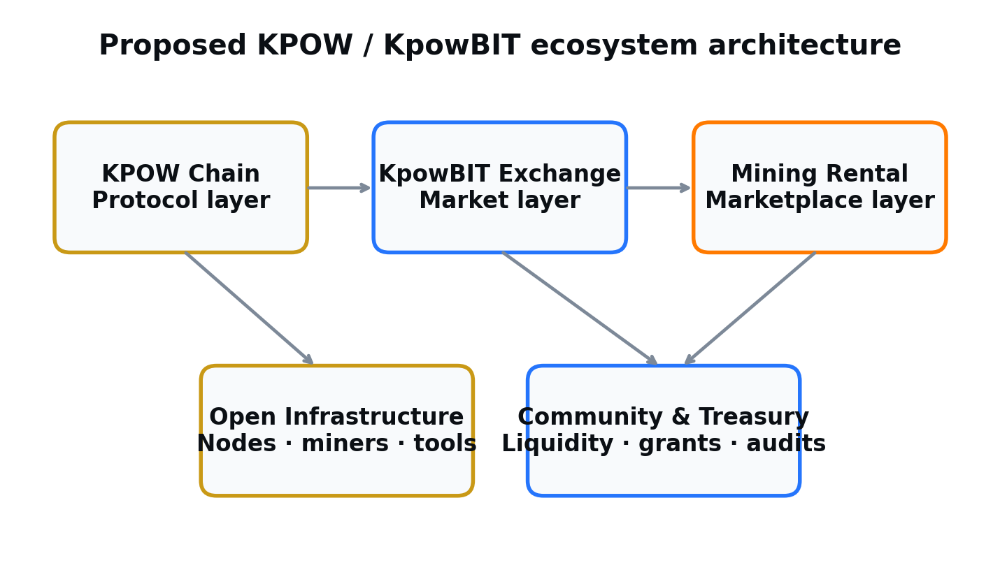 Proposed KPOW / KpowBIT ecosystem architecture
KPOW Chain
Protocol layer
KpowBIT Exchange
Market layer
Mining Rental
Marketplace layer
Open Infrastructure
Nodes · miners · tools
Community & Treasury
Liquidity · grants · audits